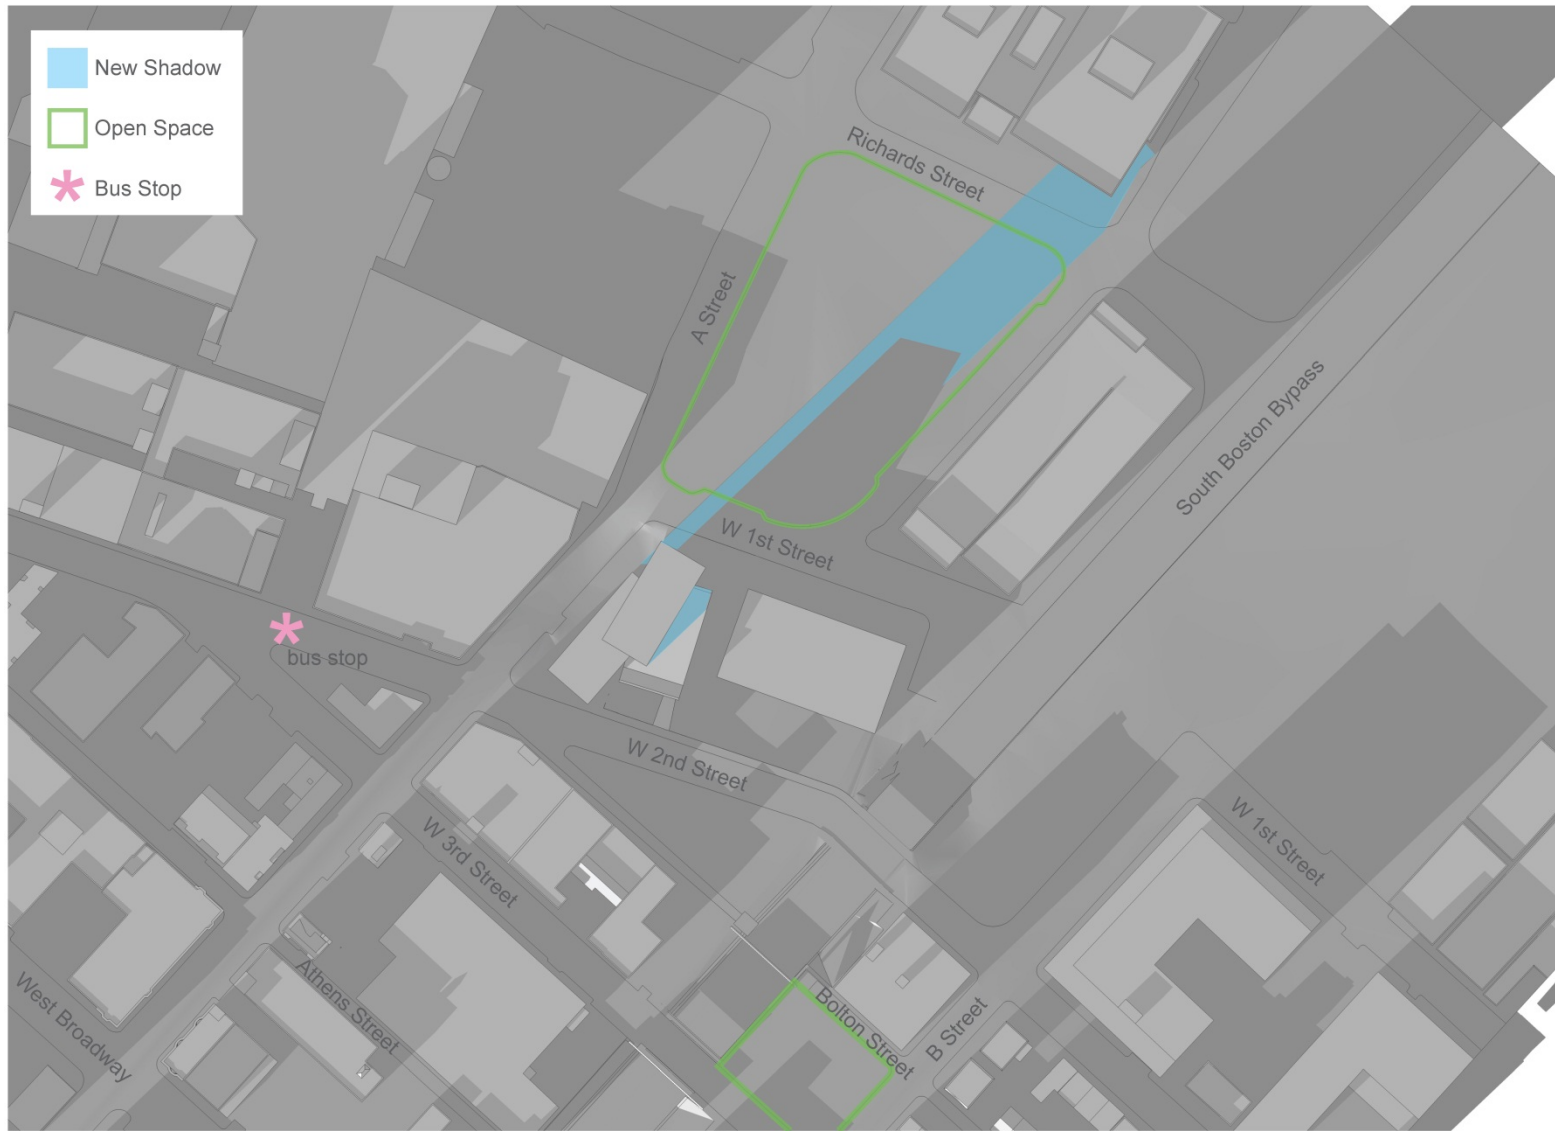 New Shadow
Open Space
Bus Stop
Richards Street
A Street
South Boston Bypass
W 1st Street
bus stop
W 2nd Street
W 3rd Street
W 1st Street
Athens Street
Bolton Street
B Street
West Broadway